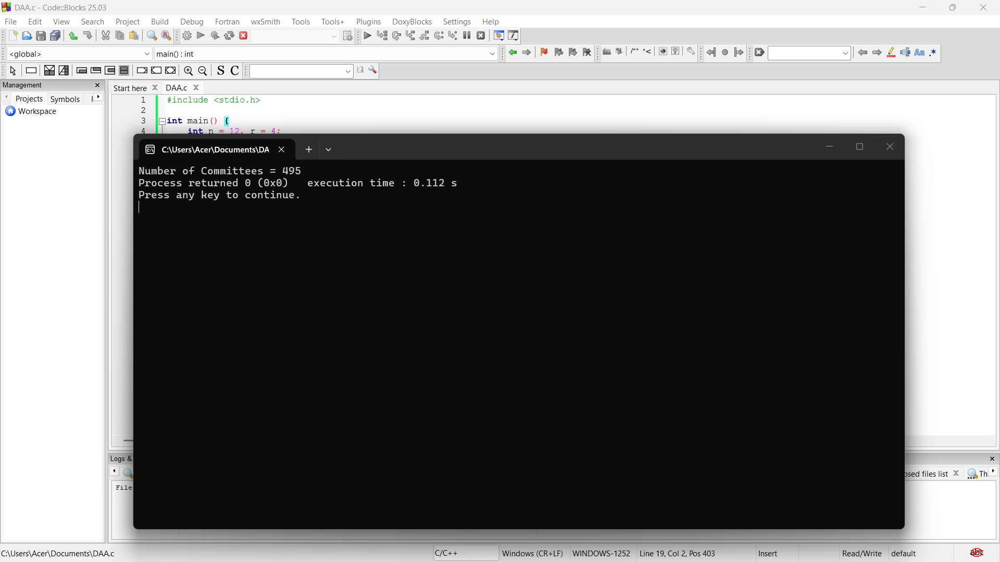 DAA.c - Code::Blocks 25.03
File Edit View Search Project Build Debug Fortran wxSmith Tools Tools+ Plugins DoxyBlocks Settings Help
<global> main() : int
/** *< Aa .*
S C
Management
Start here DAA.c
Projects Symbols
Workspace
1 #include <stdio.h>
2
3 int main() {
4 int n = 12, r = 4;
C:\Users\Acer\Documents\DA
Number of Committees = 495
Process returned 0 (0x0)   execution time : 0.112 s
Press any key to continue.
Logs &
osed files list Th
File
C:\Users\Acer\Documents\DAA.c C/C++ Windows (CR+LF) WINDOWS-1252 Line 19, Col 2, Pos 403 Insert Read/Write default abc